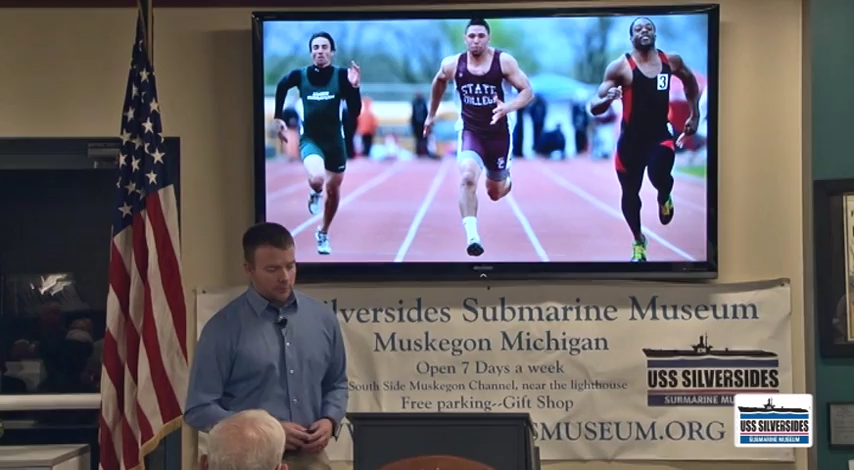 STATE
COLLEGE
3
ilversides Submarine Museum
Muskegon Michigan
Open 7 Days a week
South Side Muskegon Channel, near the lighthouse
Free parking--Gift Shop
SMUSEUM.ORG
USS SILVERSIDES
SUBMARINE MU
USS SILVERSIDES
SUBMARINE MUSEUM